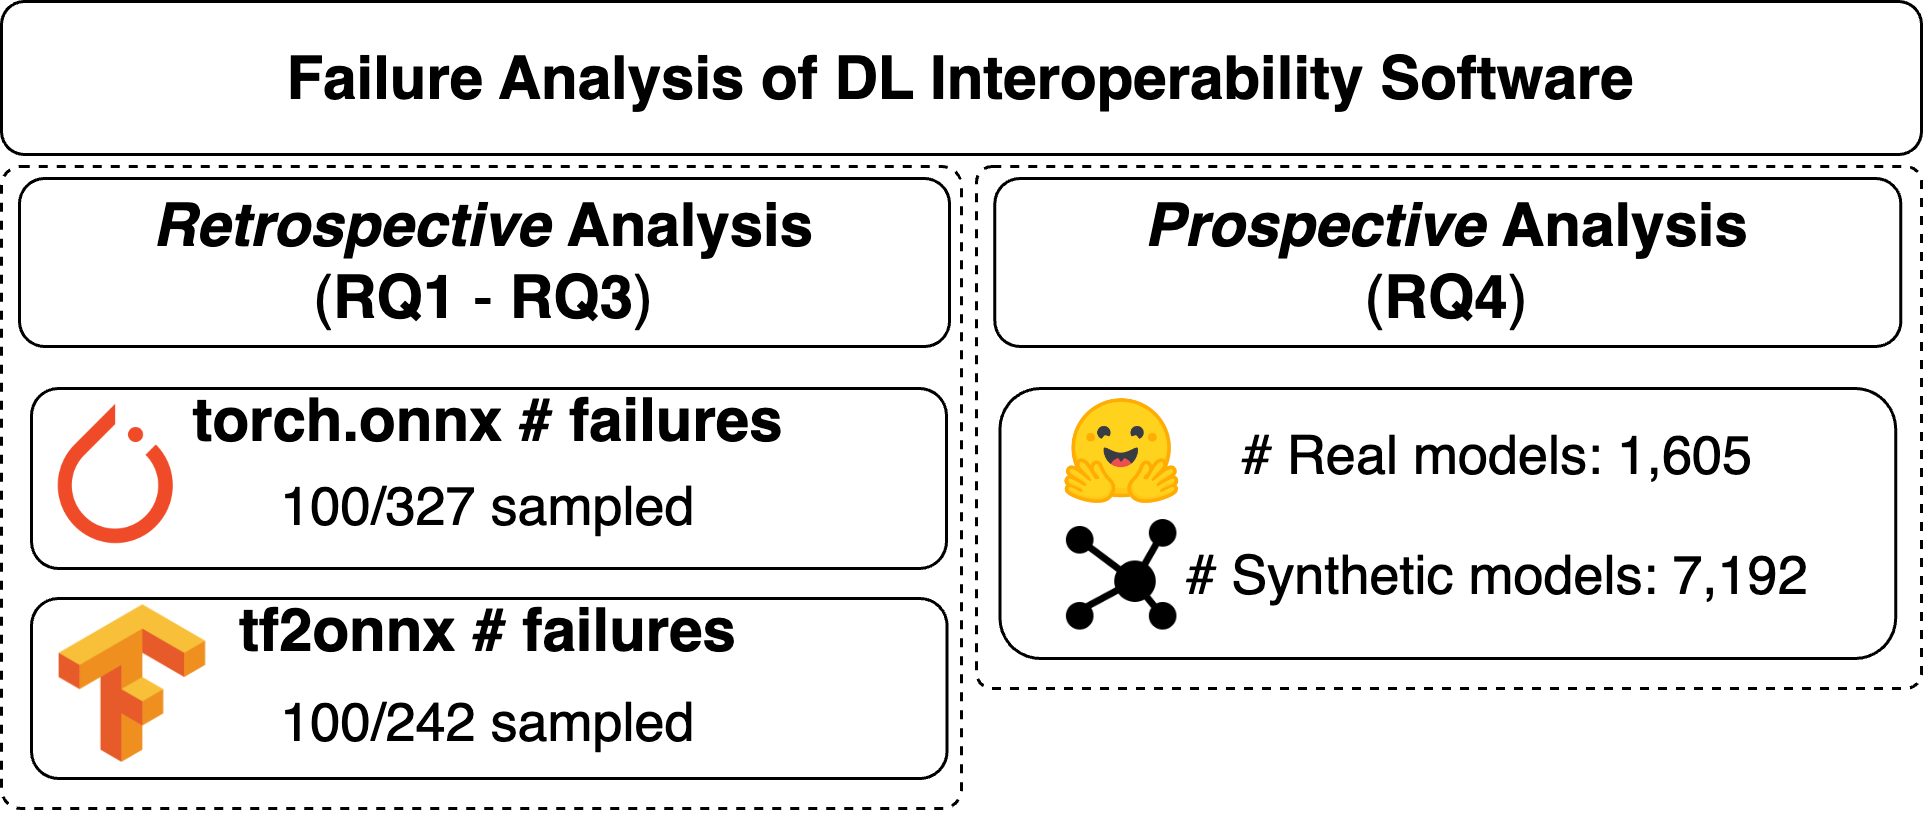 Failure Analysis of DL Interoperability Software
Retrospective Analysis
(RQ1 - RQ3)
torch.onnx # failures
100/327 sampled
tf2onnx # failures
100/242 sampled
Prospective Analysis
(RQ4)
# Real models: 1,605
# Synthetic models: 7,192